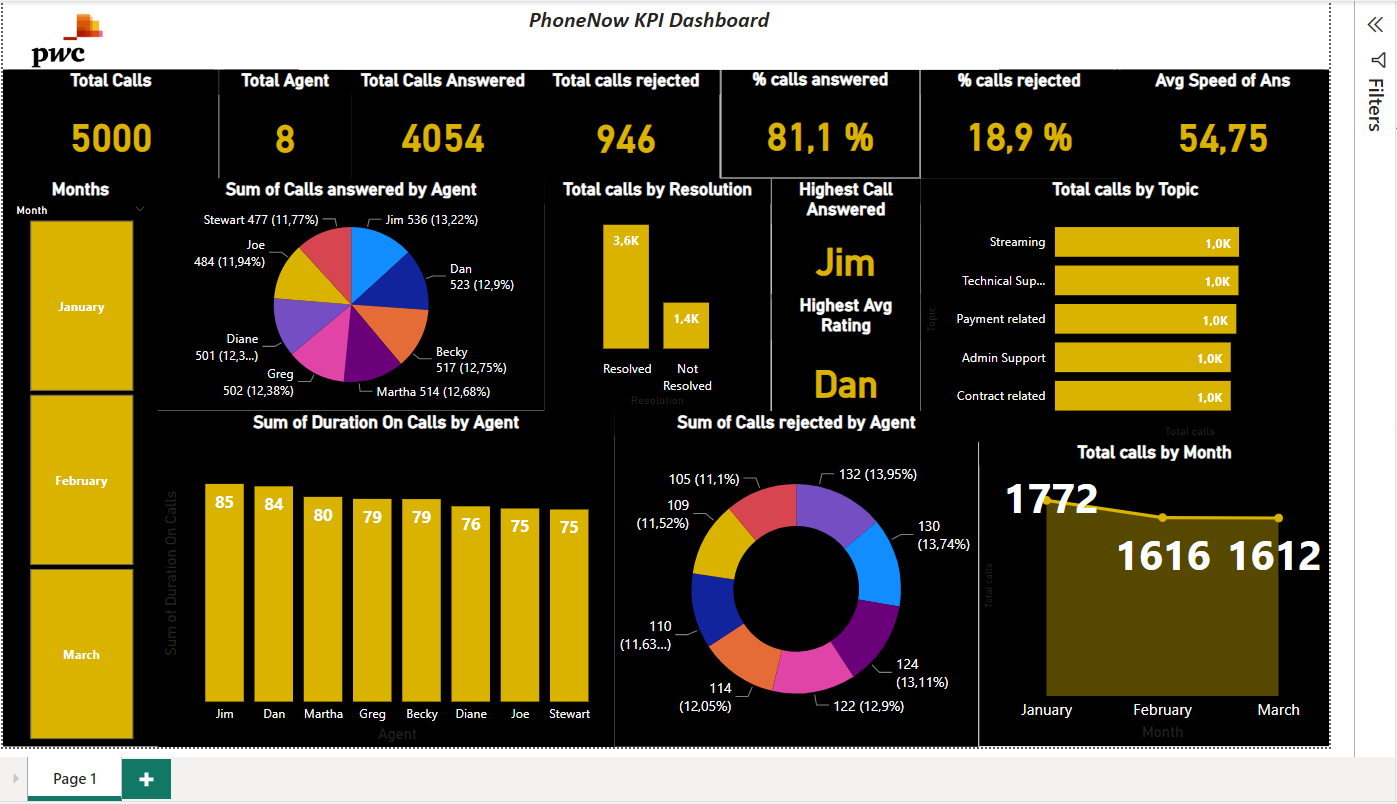 PhoneNow KPI Dashboard
pwc
Filters
Total Calls
5000
Total Agent
8
Total Calls Answered
4054
Total calls rejected
946
% calls answered
81,1 %
% calls rejected
18,9 %
Avg Speed of Ans
54,75
Months
Month
January
February
March
Sum of Calls answered by Agent
Stewart 477 (11,77%)
Jim 536 (13,22%)
Joe
484 (11,94%)
Dan
523 (12,9%)
Diane
501 (12,3...)
Becky
517 (12,75%)
Greg
502 (12,38%)
Martha 514 (12,68%)
Total calls by Resolution
3,6K
1,4K
Resolved
Not
Resolved
Resolution
Highest Call
Answered
Jim
Highest Avg
Rating
Dan
Total calls by Topic
Topic
Streaming
1,0K
Technical Sup...
1,0K
Payment related
1,0K
Admin Support
1,0K
Contract related
1,0K
Total calls
Sum of Duration On Calls by Agent
Sum of Duration On Calls
85
84
80
79
79
76
75
75
Jim
Dan
Martha
Greg
Becky
Diane
Joe
Stewart
Agent
Sum of Calls rejected by Agent
105 (11,1%)
132 (13,95%)
109
(11,52%)
130
(13,74%)
110
(11,63...)
124
(13,11%)
114
(12,05%)
122 (12,9%)
Total calls by Month
Total calls
1772
1616
1612
January
February
March
Month
Page 1